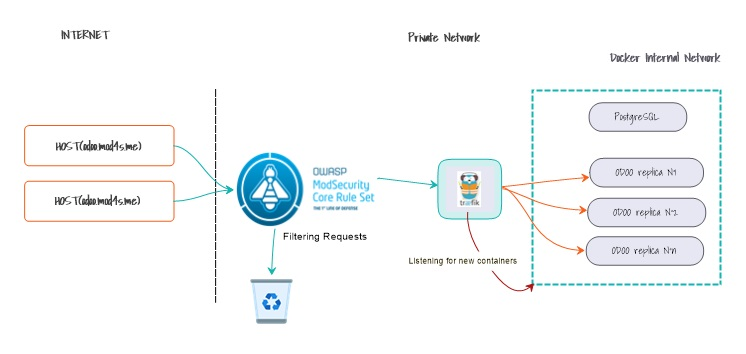 INTERNET
Private Network
Docker Internal Network
PostgreSQL
HOST(odoo.mod4s.me)
HOST(odoo.mod4s.me)
OWASP
ModSecurity
Core Rule Set
THE 1ST LINE OF DEFENSE
træfik
ODOO replica N°1
ODOO replica N°2
ODOO replica N°n
Filtering Requests
Listening for new containers